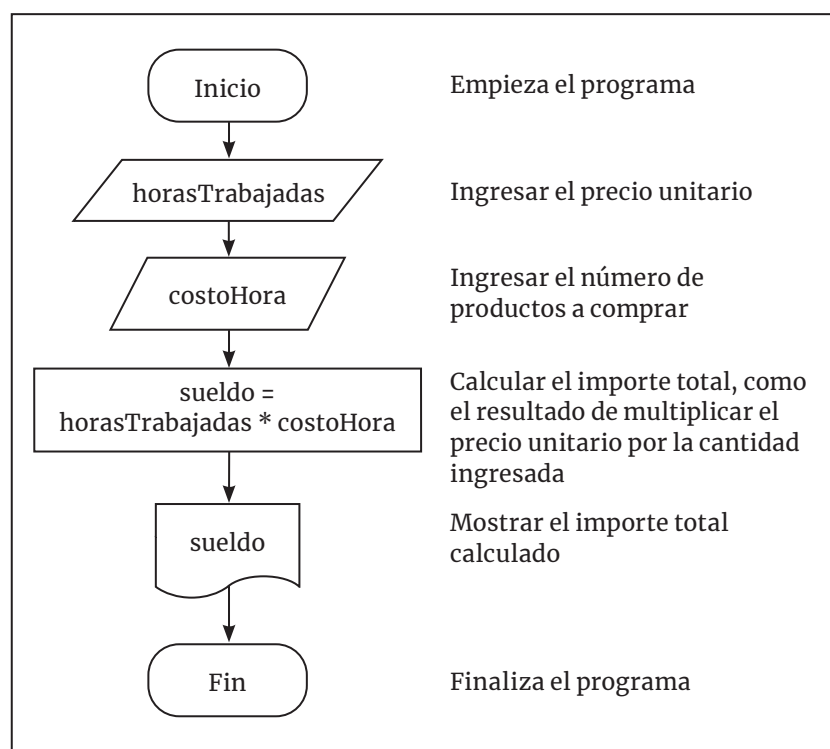 Inicio
Empieza el programa
horasTrabajadas
Ingresar el precio unitario
costoHora
Ingresar el número de
productos a comprar
sueldo =
horasTrabajadas * costoHora
Calcular el importe total, como
el resultado de multiplicar el
precio unitario por la cantidad
ingresada
sueldo
Mostrar el importe total
calculado
Fin
Finaliza el programa